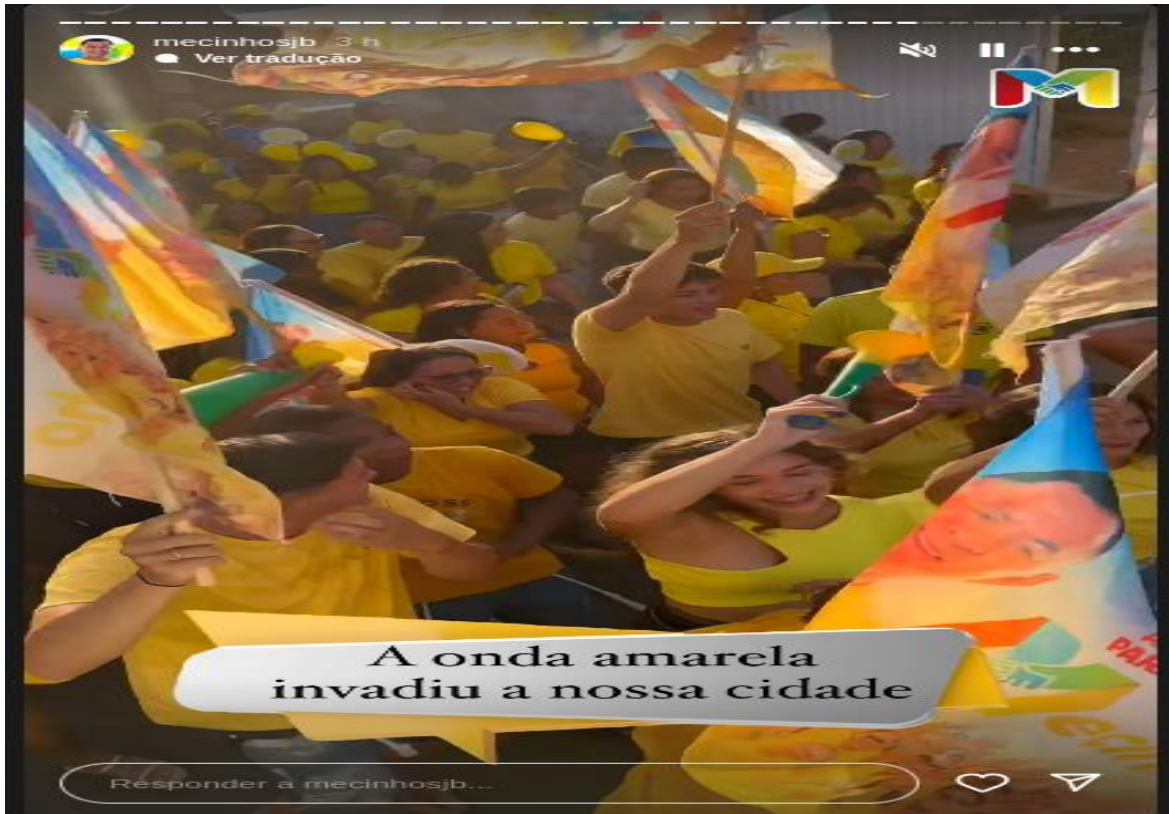 mecinhosjb 3 h
Ver tradução
M
A onda amarela
invadiu a nossa cidade
Responder a mecinhosjb...